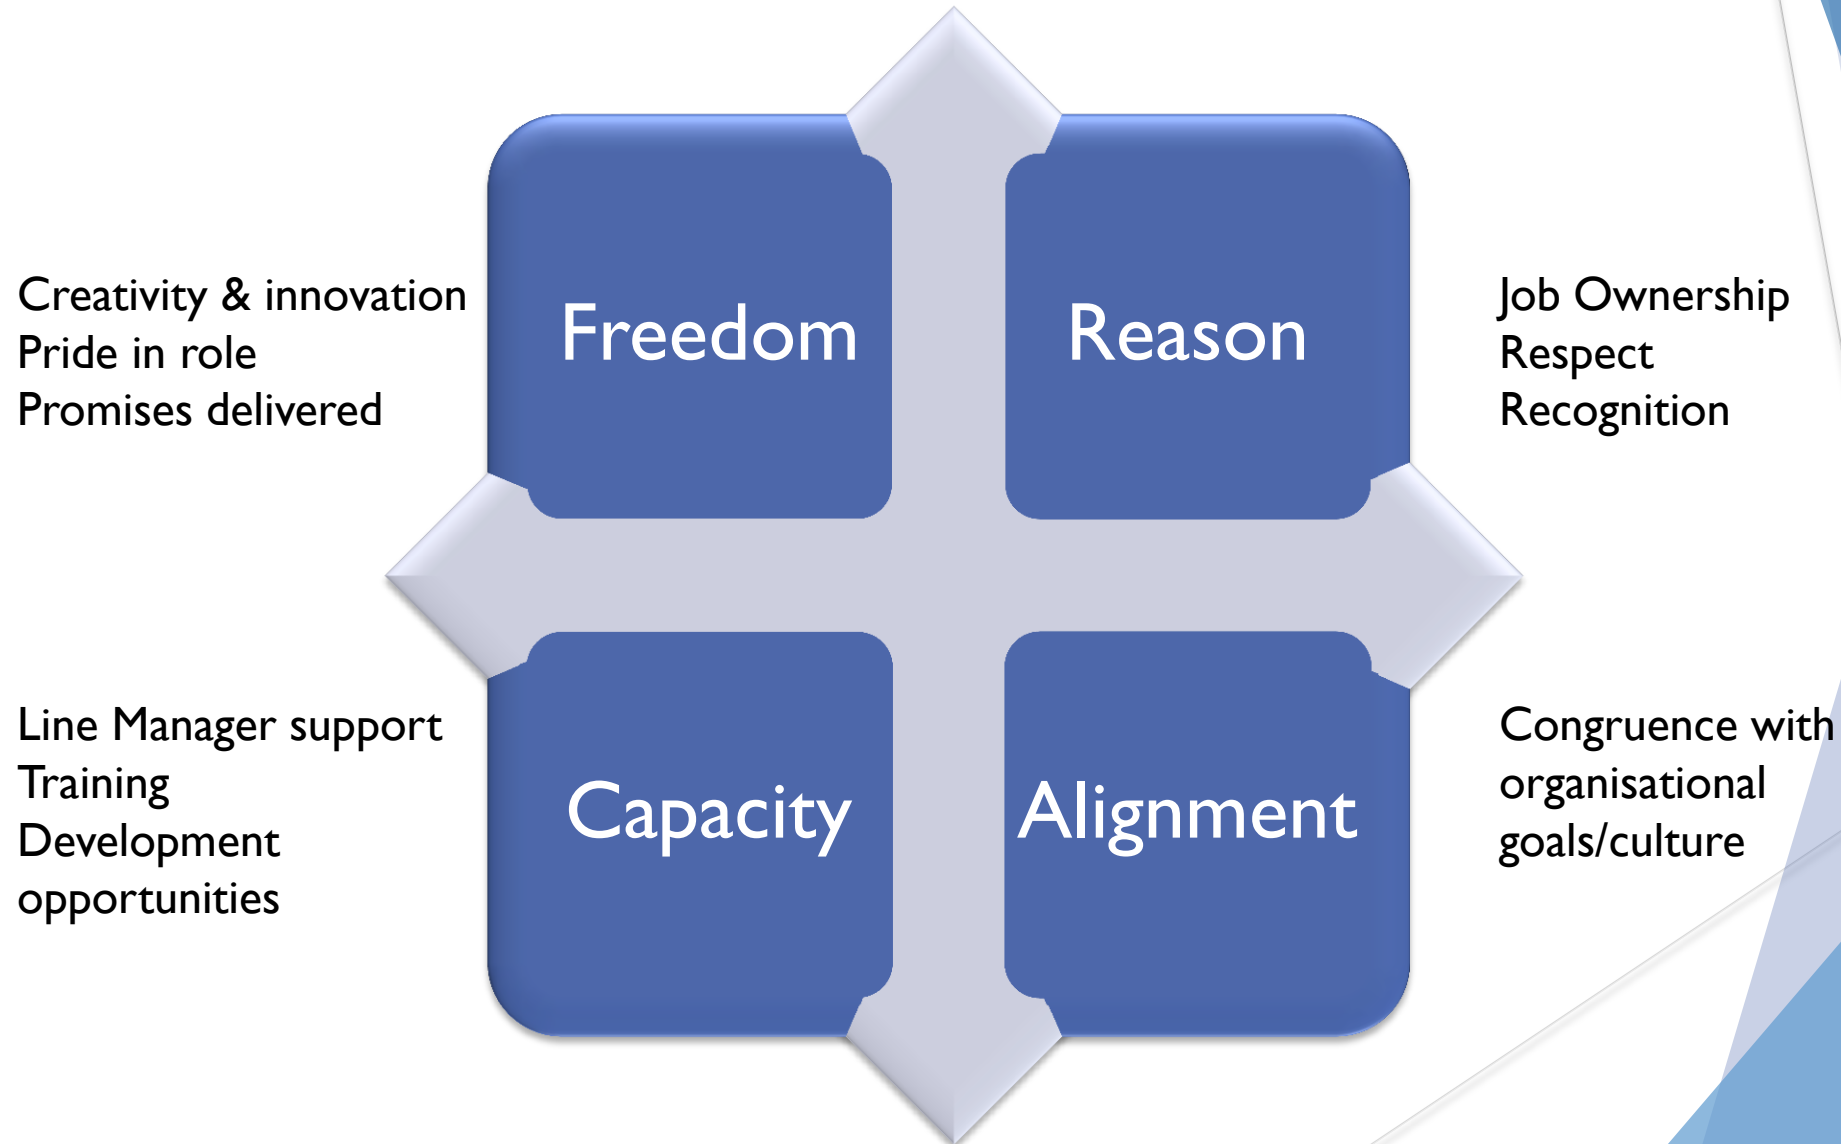 Creativity & innovation
Pride in role
Promises delivered
Freedom
Reason
Job Ownership
Respect
Recognition
Line Manager support
Training
Development
opportunities
Capacity
Alignment
Congruence with
organisational
goals/culture